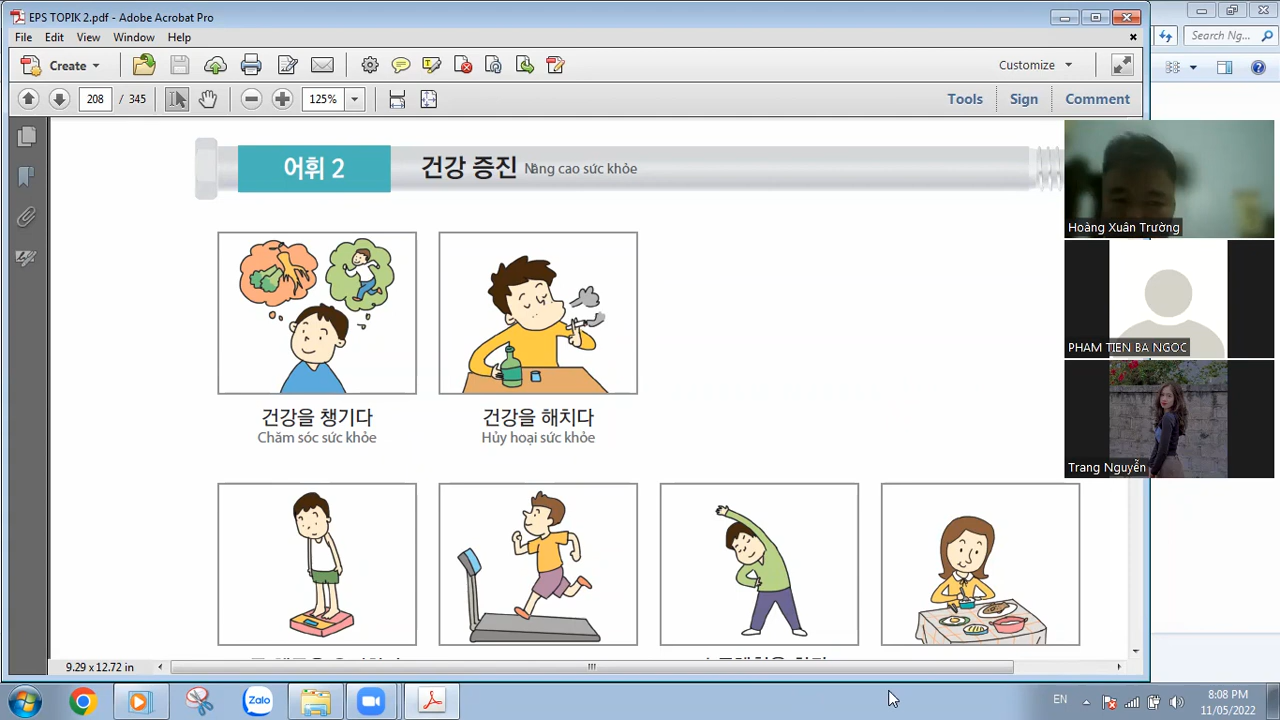 EPS TOPIK 2.pdf - Adobe Acrobat Pro
File Edit View Window Help
Search Ng...
Create
Customize
208 / 345
125%
Tools Sign Comment
어휘 2
건강 증진 Nâng cao sức khỏe
Hoàng Xuân Trường
PHAM TIEN BA NGOC
Trang Nguyễn
건강을 챙기다
Chăm sóc sức khỏe
건강을 해치다
Hủy hoại sức khỏe
9.29 x 12.72 in
Zalo
EN
8:08 PM
11/05/2022